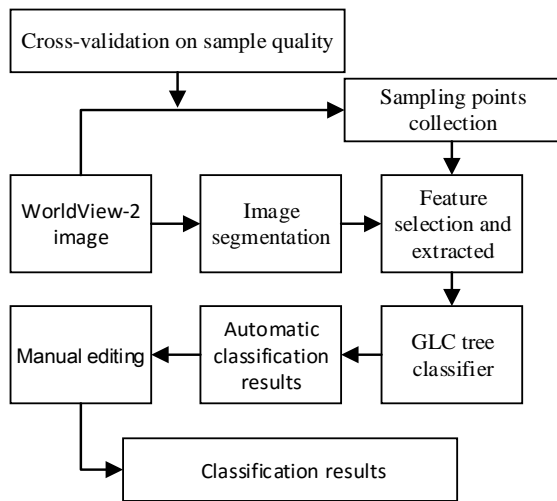 Cross-validation on sample quality
Sampling points
collection
WorldView-2
image
Image
segmentation
Feature
selection and
extracted
Manual editing
Automatic
classification
results
GLC tree
classifier
Classification results